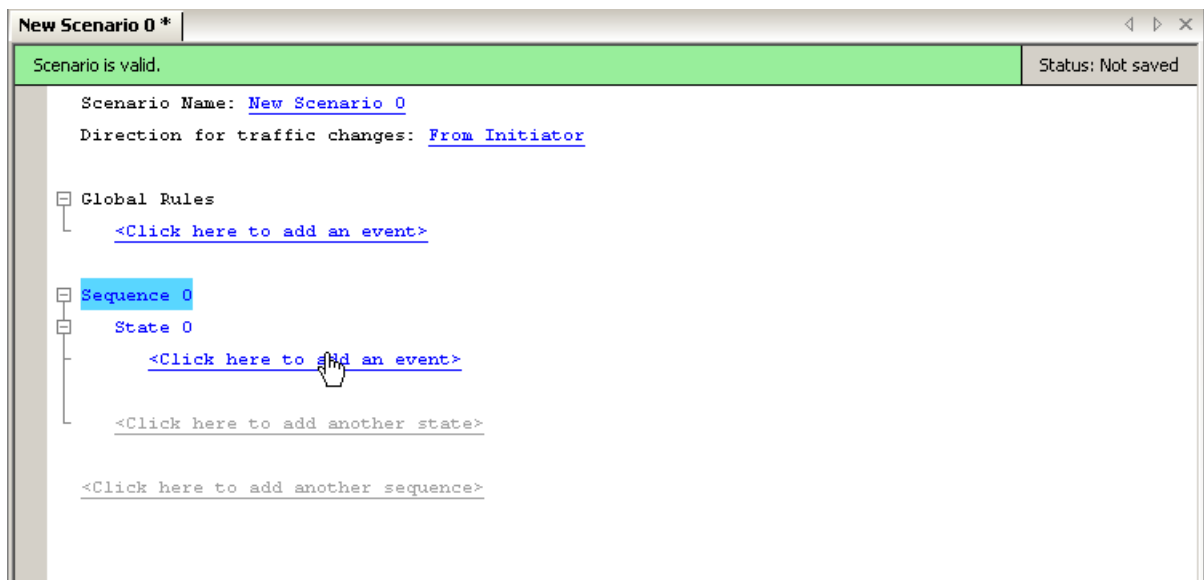 New Scenario 0 *
Scenario is valid. Status: Not saved
Scenario Name: New Scenario 0
Direction for traffic changes: From Initiator
Global Rules
<Click here to add an event>
Sequence 0
State 0
<Click here to add an event>
<Click here to add another state>
<Click here to add another sequence>